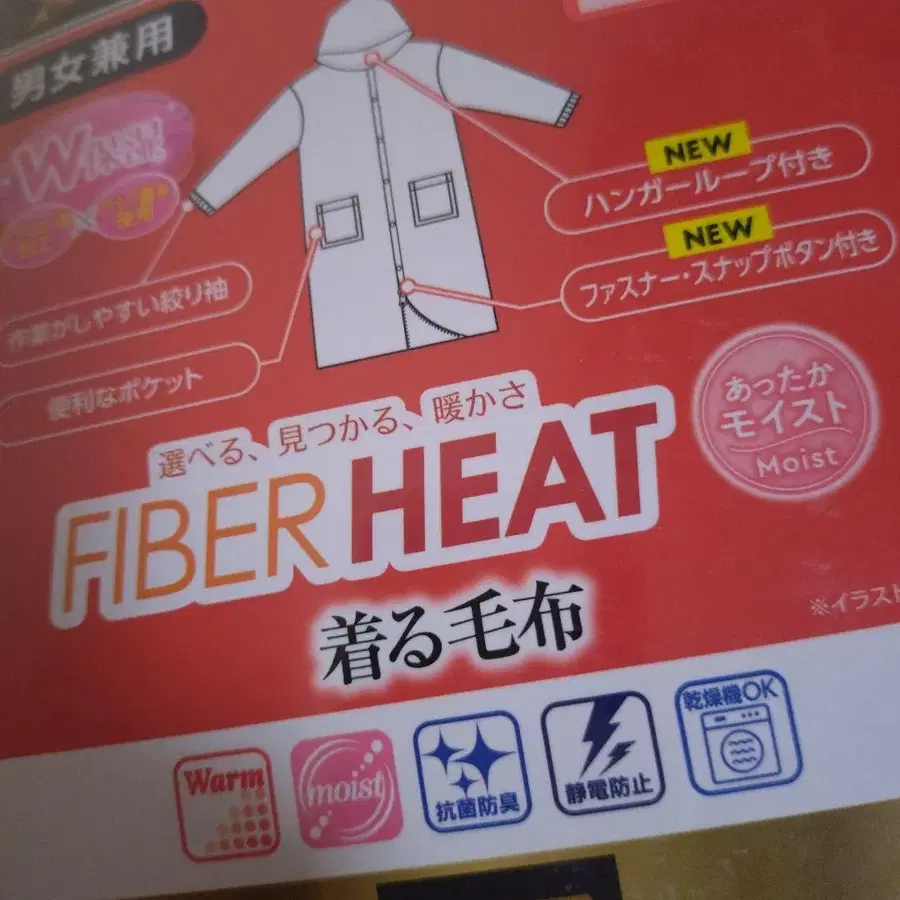 男女兼用
NEW
ハンガーループ付き
NEW
ファスナー・スナップボタン付き
作業がしやすい絞り袖
便利なポケット
あったか
モイスト
Moist
選べる、見つかる、暖かさ
FIBER HEAT
着る毛布
※イラスト
Warm
moist
抗菌防臭
静電防止
乾燥機OK